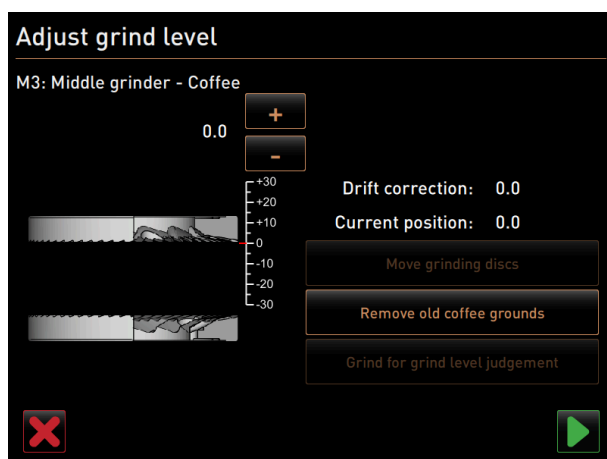 Adjust grind level
M3: Middle grinder - Coffee
0.0
+
-
+30
+20
+10
0
-10
-20
-30
Drift correction: 0.0
Current position: 0.0
Move grinding discs
Remove old coffee grounds
Grind for grind level judgement